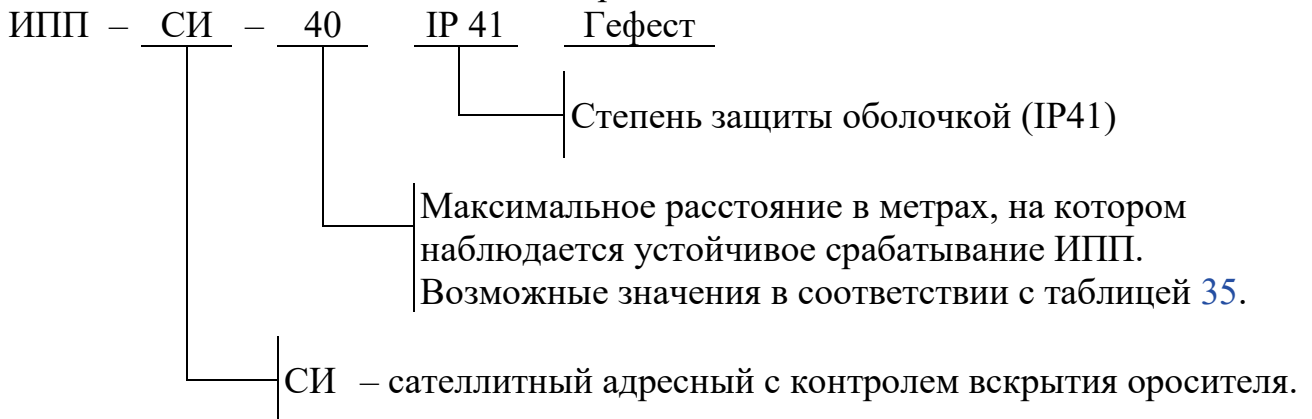 ИПП – СИ – 40 IP 41 Гефест
Степень защиты оболочкой (IP41)
Максимальное расстояние в метрах, на котором
наблюдается устойчивое срабатывание ИПП.
Возможные значения в соответствии с таблицей 35.
СИ – сателлитный адресный с контролем вскрытия оросителя.